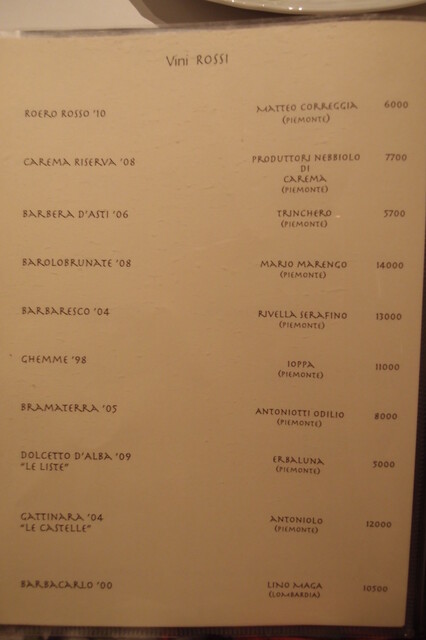 Vini ROSSI
ROERO ROSSO '10 MATTEO CORREGGIA 6000
(PIEMONTE)
CAREMA RISERVA '08 PRODUTTORI NEBBIOLO 7700
DI
CAREMA
(PIEMONTE)
BARBERA D'ASTI '06 TRINCHERO 5700
(PIEMONTE)
BAROLOBRUNATE '08 MARIO MARENGO 14000
(PIEMONTE)
BARBARESCO '04 RIVELLA SERAFINO 13000
(PIEMONTE)
GHEMME '98 IOPPA 11000
(PIEMONTE)
BRAMATERRA '05 ANTONIOTTI ODILIO 8000
(PIEMONTE)
DOLCETTO D'ALBA '09 ERBALUNA 5000
"LE LISTE" (PIEMONTE)
GATTINARA '04 ANTONIOLO 12000
"LE CASTELLE" (PIEMONTE)
BARBACARLO '00 LINO MAGA 10500
(LOMBARDIA)